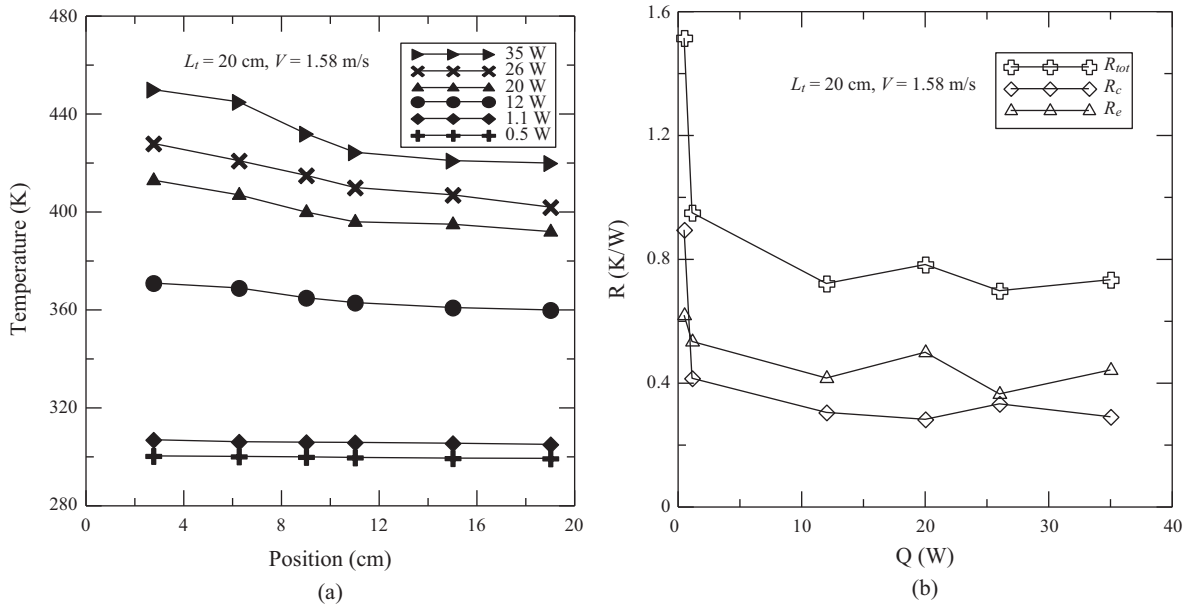 480
440
400
360
320
280
Temperature (K)
L_t = 20 cm, V = 1.58 m/s
35 W
26 W
20 W
12 W
1.1 W
0.5 W
0 4 8 12 16 20
Position (cm)
(a)
1.6
1.2
0.8
0.4
0
R (K/W)
L_t = 20 cm, V = 1.58 m/s
R_tot
R_c
R_e
0 10 20 30 40
Q (W)
(b)